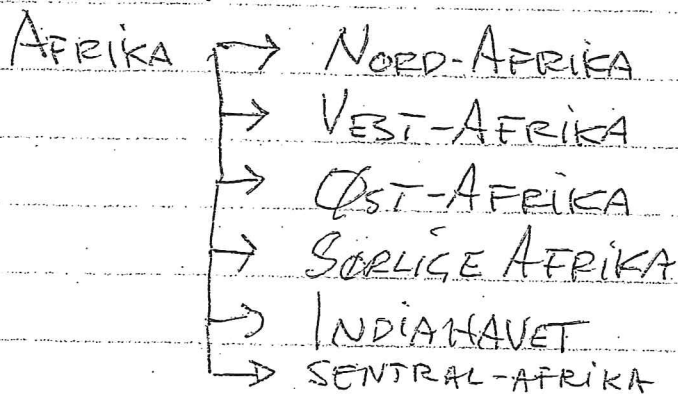 AFRIKA → NORD-AFRIKA
→ VEST-AFRIKA
→ ØST-AFRIKA
→ SØRLIGE AFRIKA
→ INDIAHAVET
→ SENTRAL-AFRIKA